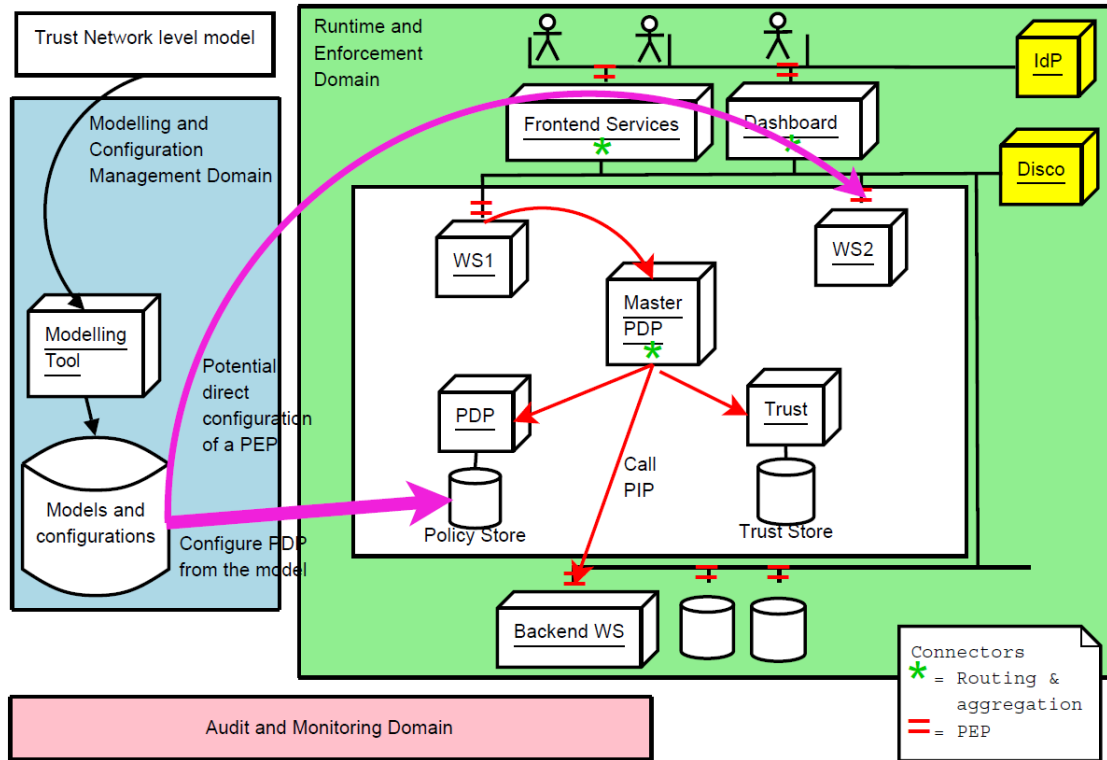 Trust Network level model
Modelling and
Configuration
Management Domain
Modelling
Tool
Potential
direct
configuration
of a PEP
Models and
configurations
Configure PDP
from the model
Runtime and
Enforcement
Domain
IdP
Frontend Services
*
Dashboard
*
Disco
WS1
WS2
Master
PDP
*
PDP
Trust
Call
PIP
Policy Store
Trust Store
Backend WS
Connectors
* = Routing &
aggregation
= PEP
Audit and Monitoring Domain